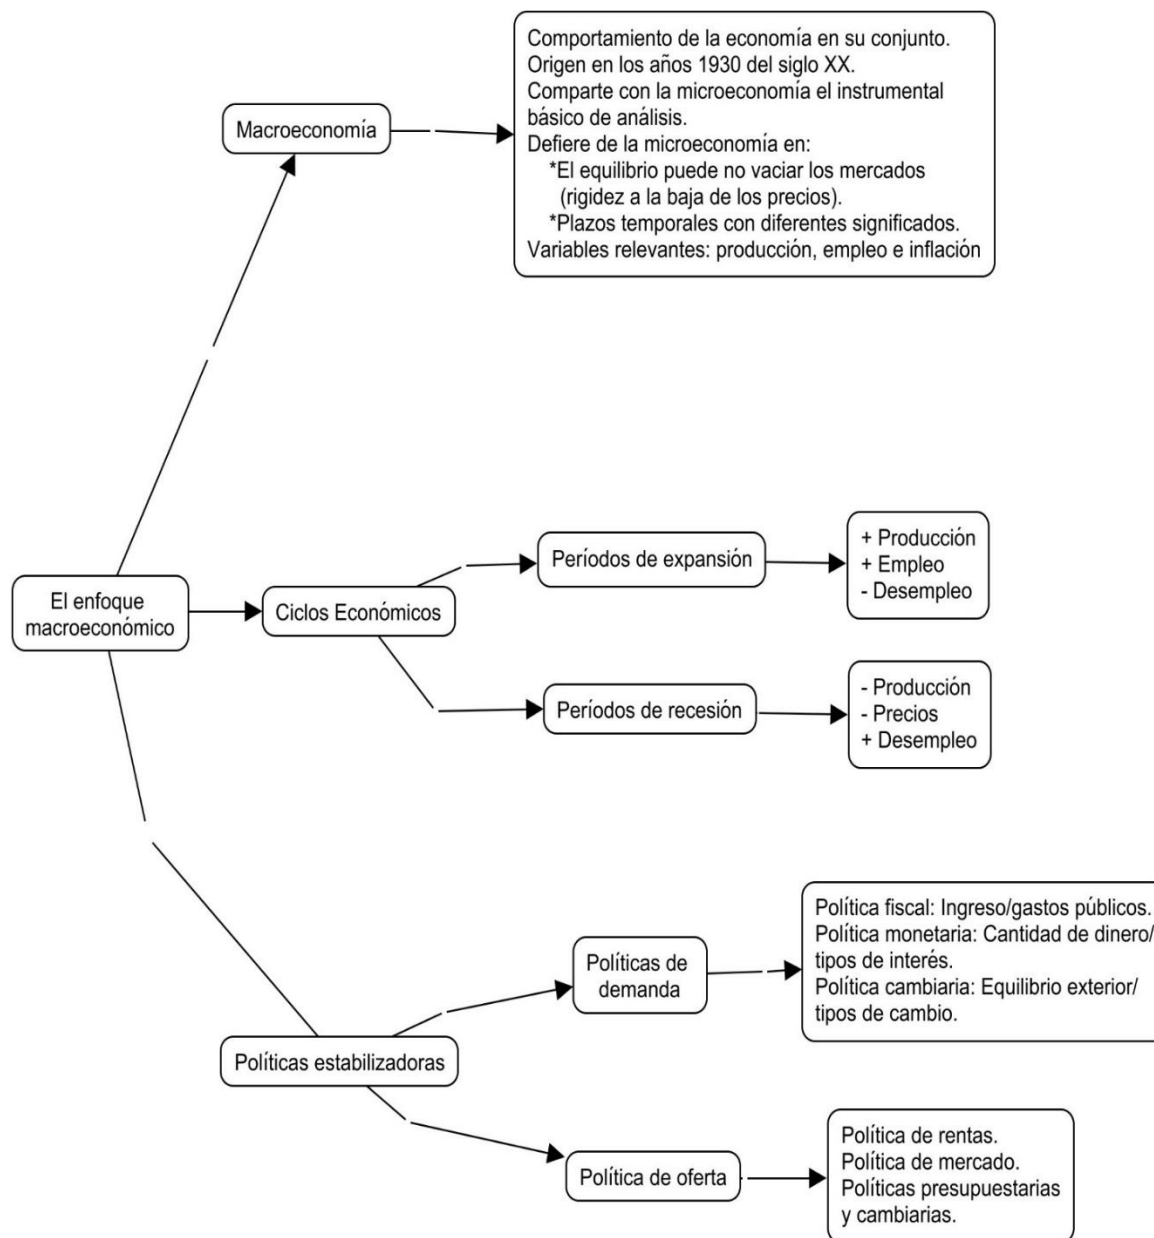 Comportamiento de la economía en su conjunto.
Origen en los años 1930 del siglo XX.
Comparte con la microeconomía el instrumental
básico de análisis.
Defiere de la microeconomía en:
*El equilibrio puede no vaciar los mercados
(rigidez a la baja de los precios).
*Plazos temporales con diferentes significados.
Variables relevantes: producción, empleo e inflación
Macroeconomía
El enfoque
macroeconómico
Ciclos Económicos
Períodos de expansión
+ Producción
+ Empleo
- Desempleo
Períodos de recesión
- Producción
- Precios
+ Desempleo
Políticas estabilizadoras
Políticas de
demanda
Política fiscal: Ingreso/gastos públicos.
Política monetaria: Cantidad de dinero/
tipos de interés.
Política cambiaria: Equilibrio exterior/
tipos de cambio.
Política de oferta
Política de rentas.
Política de mercado.
Políticas presupuestarias
y cambiarias.